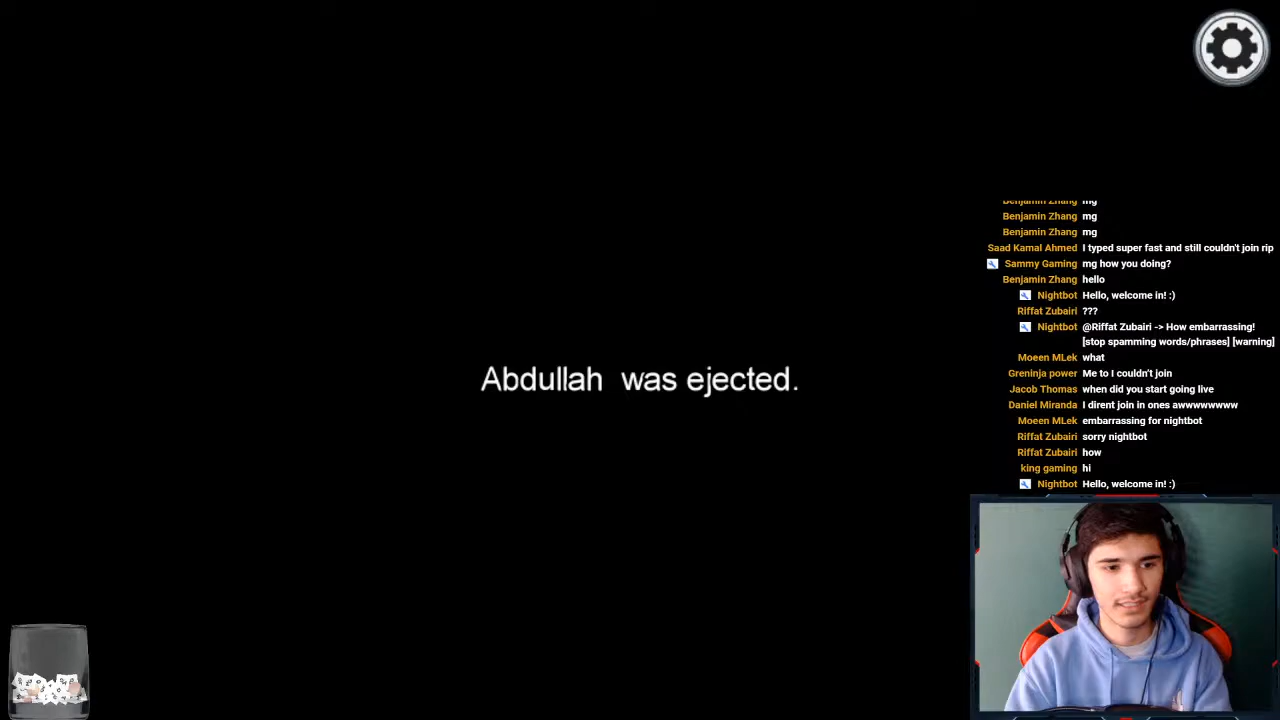 Benjamin Zhang mg
Benjamin Zhang mg
Benjamin Zhang mg
Saad Kamal Ahmed I typed super fast and still couldn't join rip
Sammy Gaming mg how you doing?
Benjamin Zhang hello
Nightbot Hello, welcome in! :)
Riffat Zubairi ???
Nightbot @Riffat Zubairi -> How embarrassing!
[stop spamming words/phrases] [warning]
Moeen MLek what
Greninja power Me to I couldn't join
Abdullah  was ejected.
Jacob Thomas when did you start going live
Daniel Miranda I dirent join in ones awwwwwwww
Moeen MLek embarrassing for nightbot
Riffat Zubairi sorry nightbot
Riffat Zubairi how
king gaming hi
Nightbot Hello, welcome in! :)